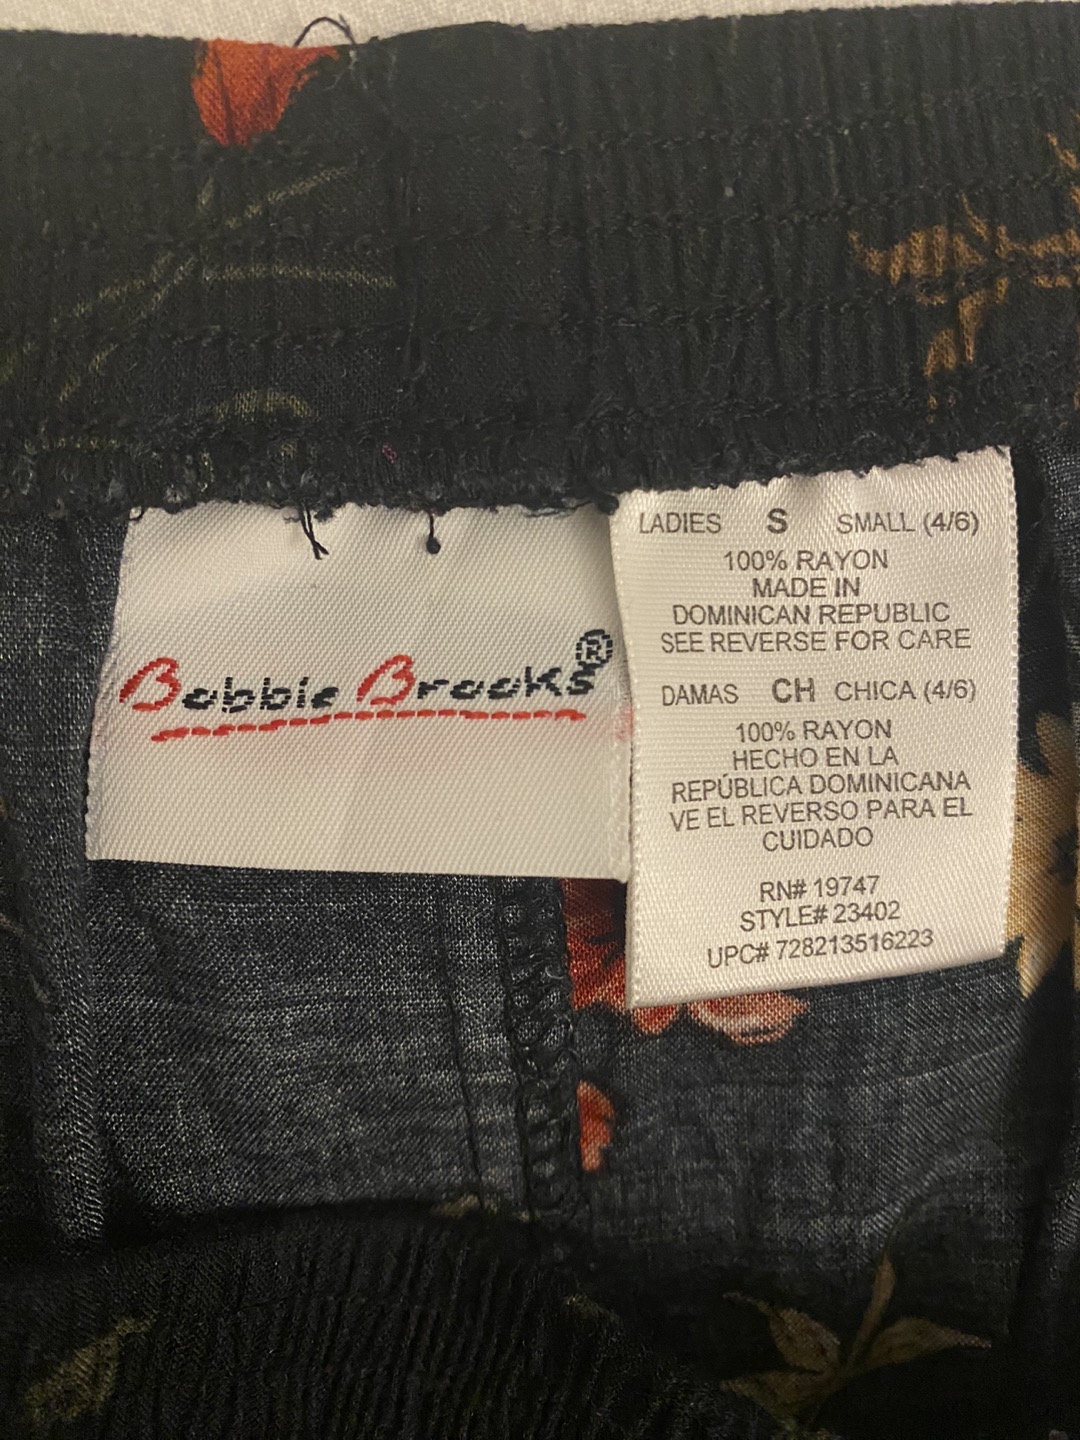 Bobbie Brooks®
LADIES S SMALL (4/6)
100% RAYON
MADE IN
DOMINICAN REPUBLIC
SEE REVERSE FOR CARE
DAMAS CH CHICA (4/6)
100% RAYON
HECHO EN LA
REPÚBLICA DOMINICANA
VE EL REVERSO PARA EL
CUIDADO
RN# 19747
STYLE# 23402
UPC# 728213516223